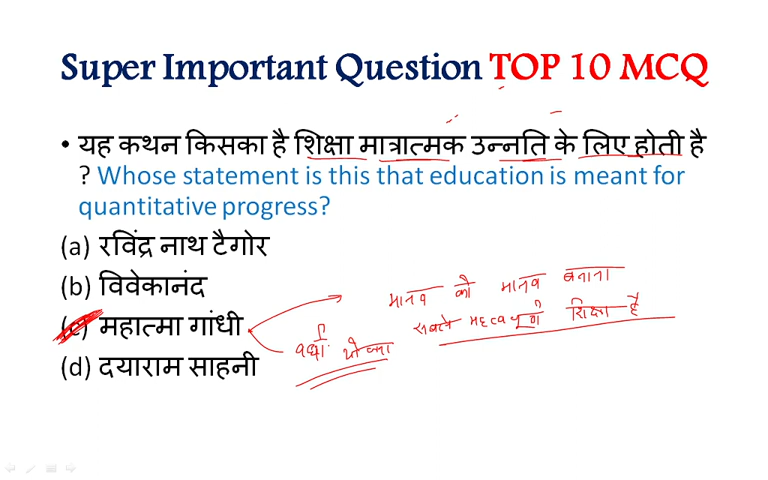 Super Important Question TOP 10 MCQ
• यह कथन किसका है शिक्षा मात्रात्मक उन्नति के लिए होती है
? Whose statement is this that education is meant for
quantitative progress?
(a) रविंद्र नाथ टैगोर
(b) विवेकानंद
(c) महात्मा गांधी
(d) दयाराम साहनी
मानव को मानव बनाना
सबसे महत्वपूर्ण शिक्षा है
वर्धा योजना